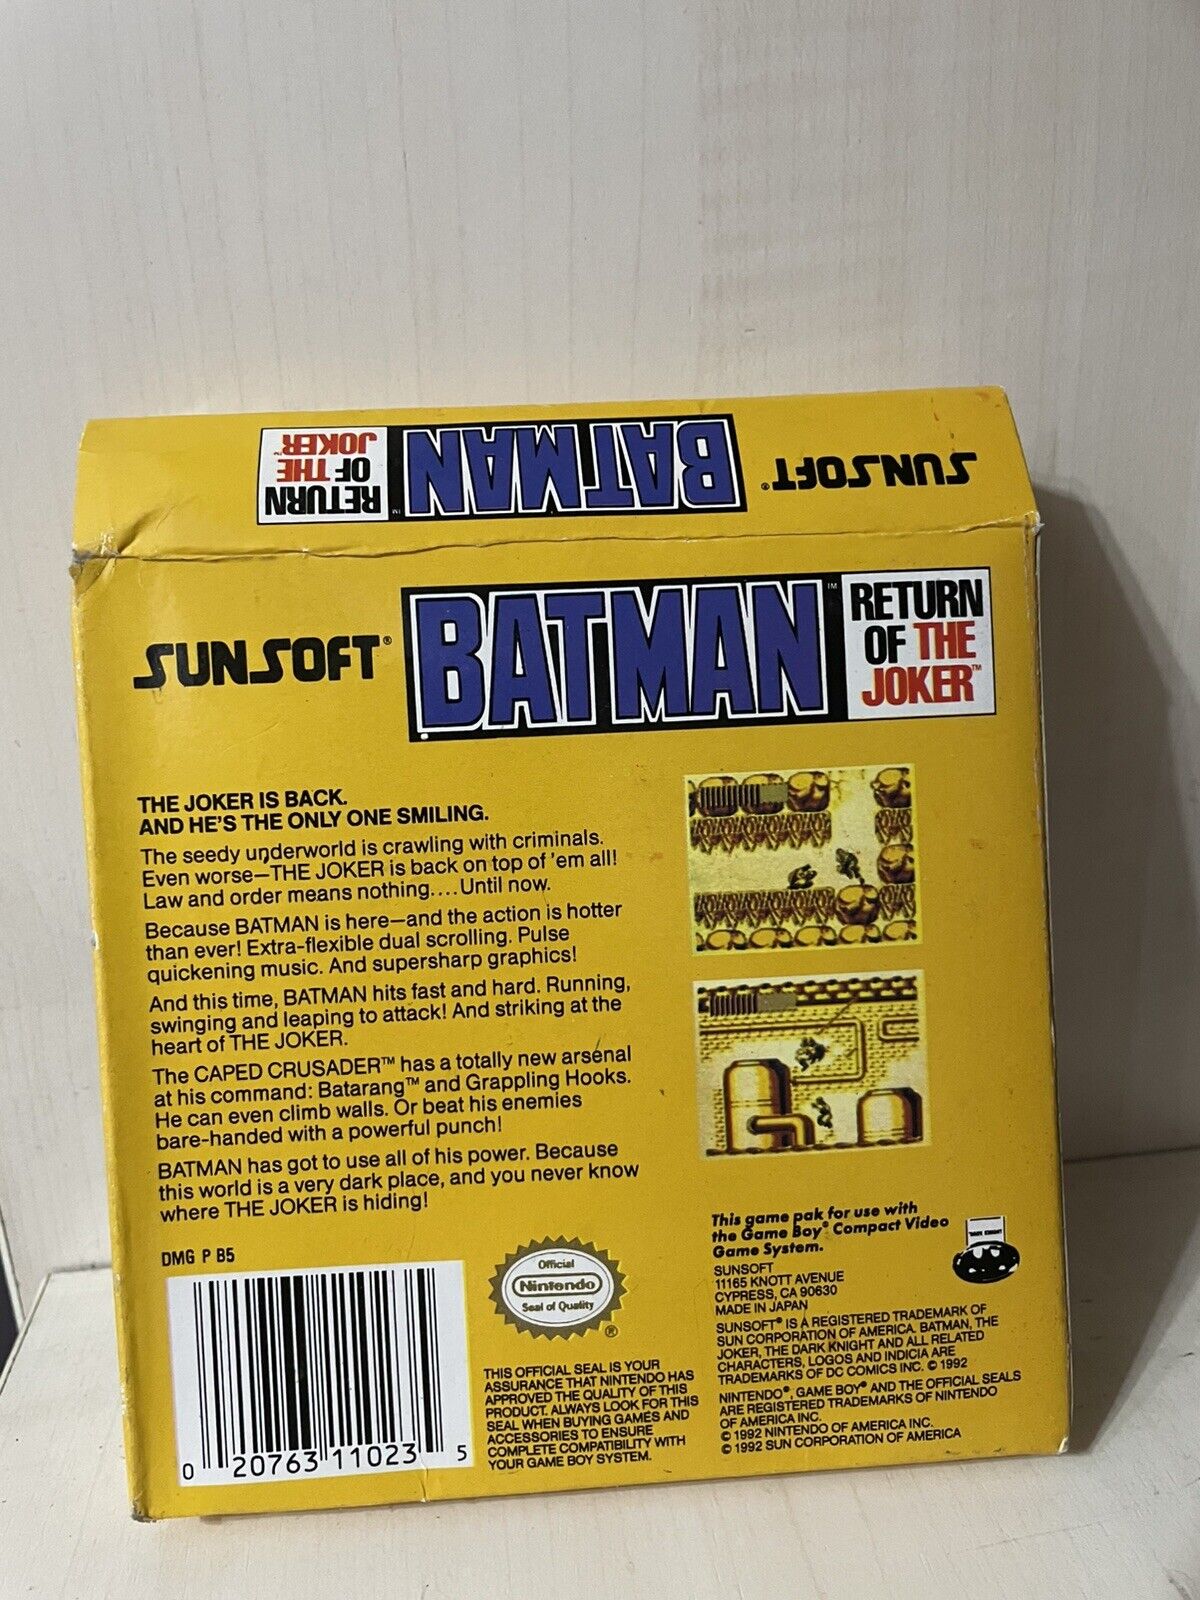 SUNSOFT®
BATMAN™
RETURN
OF THE
JOKER™
SUNSOFT®
BATMAN™
RETURN
OF THE
JOKER™
THE JOKER IS BACK.
AND HE'S THE ONLY ONE SMILING.
The seedy underworld is crawling with criminals.
Even worse—THE JOKER is back on top of 'em all!
Law and order means nothing....Until now.
Because BATMAN is here—and the action is hotter
than ever! Extra-flexible dual scrolling. Pulse
quickening music. And supersharp graphics!
And this time, BATMAN hits fast and hard. Running,
swinging and leaping to attack! And striking at the
heart of THE JOKER.
The CAPED CRUSADER™ has a totally new arsenal
at his command: Batarang™ and Grappling Hooks.
He can even climb walls. Or beat his enemies
bare-handed with a powerful punch!
BATMAN has got to use all of his power. Because
this world is a very dark place, and you never know
where THE JOKER is hiding!
DMG P B5
0 20763 11023 5
Official
Nintendo
Seal of Quality
®
THIS OFFICIAL SEAL IS YOUR
ASSURANCE THAT NINTENDO HAS
APPROVED THE QUALITY OF THIS
PRODUCT. ALWAYS LOOK FOR THIS
SEAL WHEN BUYING GAMES AND
ACCESSORIES TO ENSURE
COMPLETE COMPATIBILITY WITH
YOUR GAME BOY SYSTEM.
This game pak for use with
the Game Boy® Compact Video
Game System.
SUNSOFT
11165 KNOTT AVENUE
CYPRESS, CA 90630
MADE IN JAPAN
SUNSOFT® IS A REGISTERED TRADEMARK OF
SUN CORPORATION OF AMERICA. BATMAN, THE
JOKER, THE DARK KNIGHT AND ALL RELATED
CHARACTERS, LOGOS AND INDICIA ARE
TRADEMARKS OF DC COMICS INC. © 1992
NINTENDO®, GAME BOY® AND THE OFFICIAL SEALS
ARE REGISTERED TRADEMARKS OF NINTENDO
OF AMERICA INC.
© 1992 NINTENDO OF AMERICA INC.
© 1992 SUN CORPORATION OF AMERICA